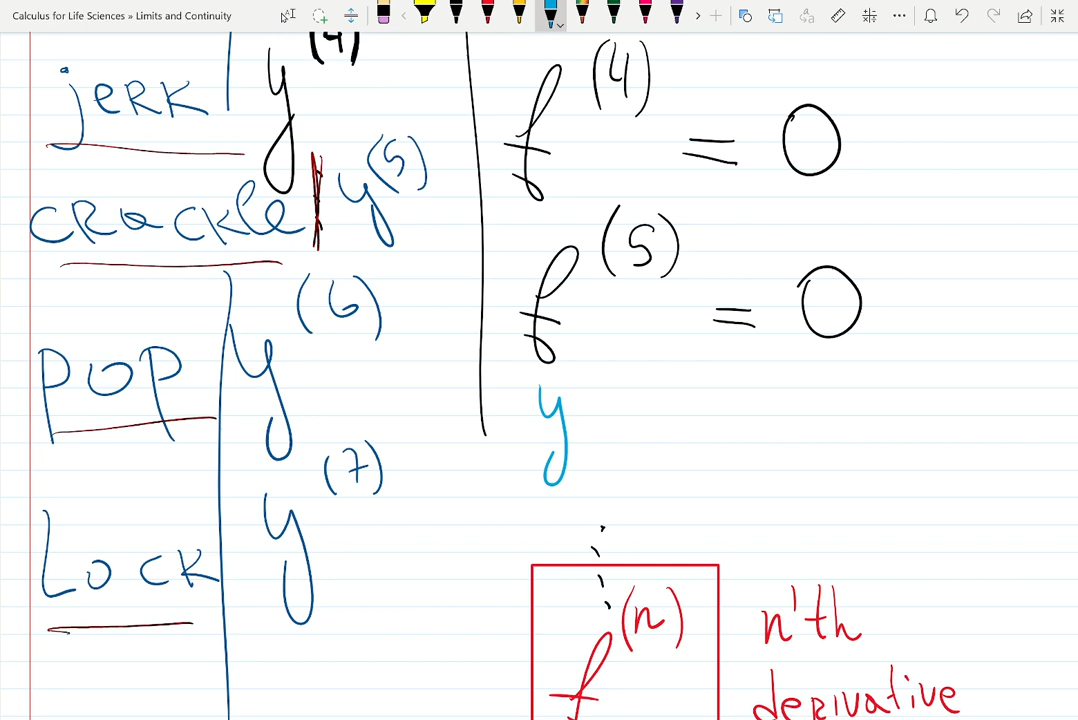 Calculus for Life Sciences » Limits and Continuity
jerk y^(4)
crackle y^(5)
pop y^(6)
Lock y^(7)
f^(4) = 0
f^(5) = 0
y
f^(n) n'th
derivative